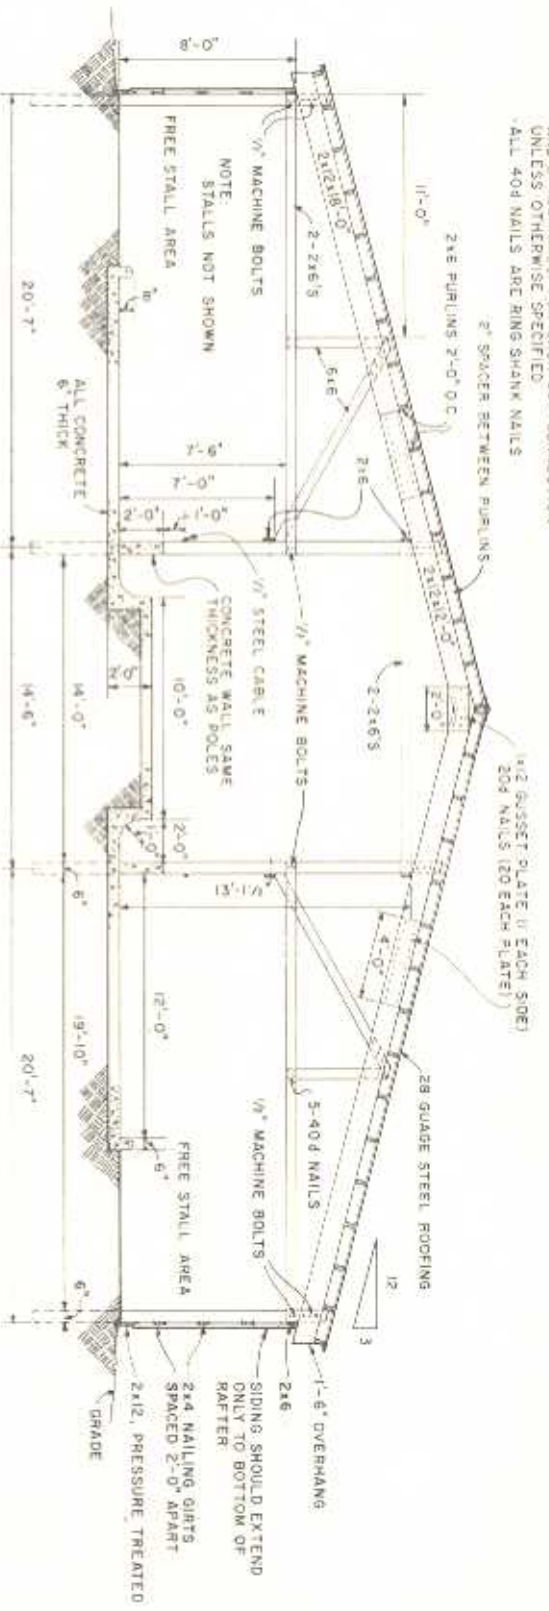 UNLESS OTHERWISE SPECIFIED
-ALL 40d NAILS ARE RING SHANK NAILS
2" SPACER BETWEEN PURLINS
2x6 PURLINS 2'-0" O.C.
11'-0"
2x12x18'-0"
2x12x12'-0"
2'-0"
1x12 GUSSET PLATE (1 EACH SIDE)
20d NAILS (20 EACH PLATE)
28 GUAGE STEEL ROOFING
12
3
1'-6" OVERHANG
4'-0"
8'-0"
½" MACHINE BOLTS
2-2x6'S
6x6
2x6
2-2x6'S
½" MACHINE BOLTS
5-40d NAILS
½" MACHINE BOLTS
2x6
SIDING SHOULD EXTEND
ONLY TO BOTTOM OF
RAFTER
NOTE:
STALLS NOT SHOWN
FREE STALL AREA
7'-6"
7'-0"
2'-0"
1'-0"
½" STEEL CABLE
CONCRETE WALL SAME
THICKNESS AS POLES
10'-0"
2'-0"
2'-0"
1'-0"
12'-0"
6"
FREE STALL AREA
2x4 NAILING GIRTS
SPACED 2'-0" APART
2x12, PRESSURE TREATED
GRADE
ALL CONCRETE
6" THICK
14'-0"
6"
19'-10"
6"
20'-7"
14'-6"
20'-7"